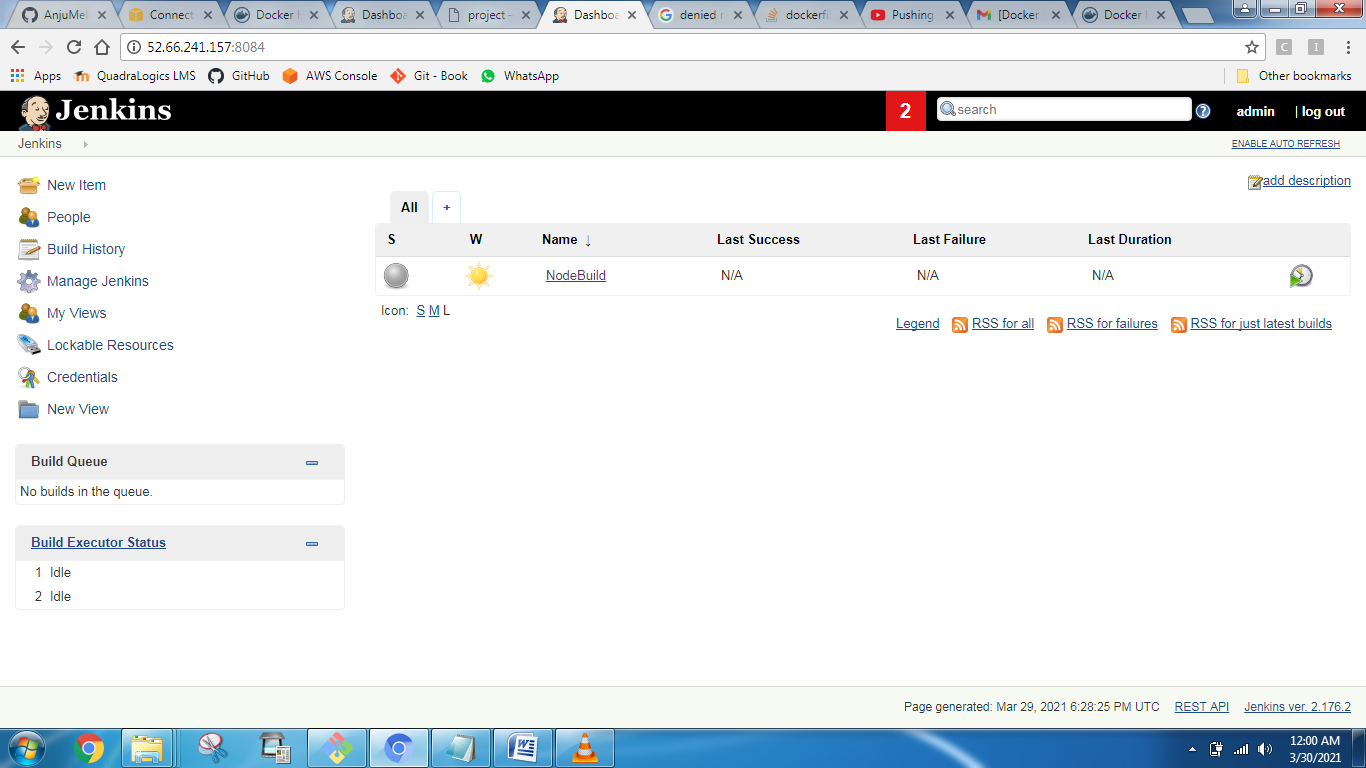 AnjuMel
Connect
Docker H
Dashboa
project -
Dashboa
denied r
dockerfi
Pushing
[Docker
Docker
52.66.241.157:8084
Apps QuadraLogics LMS GitHub AWS Console Git - Book WhatsApp Other bookmarks
Jenkins 2 search ? admin | log out
Jenkins ENABLE AUTO REFRESH
add description
New Item
People
Build History
Manage Jenkins
My Views
Lockable Resources
Credentials
New View
All +
S W Name ↓ Last Success Last Failure Last Duration
NodeBuild N/A N/A N/A
Icon: S M L
Legend RSS for all RSS for failures RSS for just latest builds
Build Queue
No builds in the queue.
Build Executor Status
1 Idle
2 Idle
Page generated: Mar 29, 2021 6:28:25 PM UTC REST API Jenkins ver. 2.176.2
12:00 AM
3/30/2021